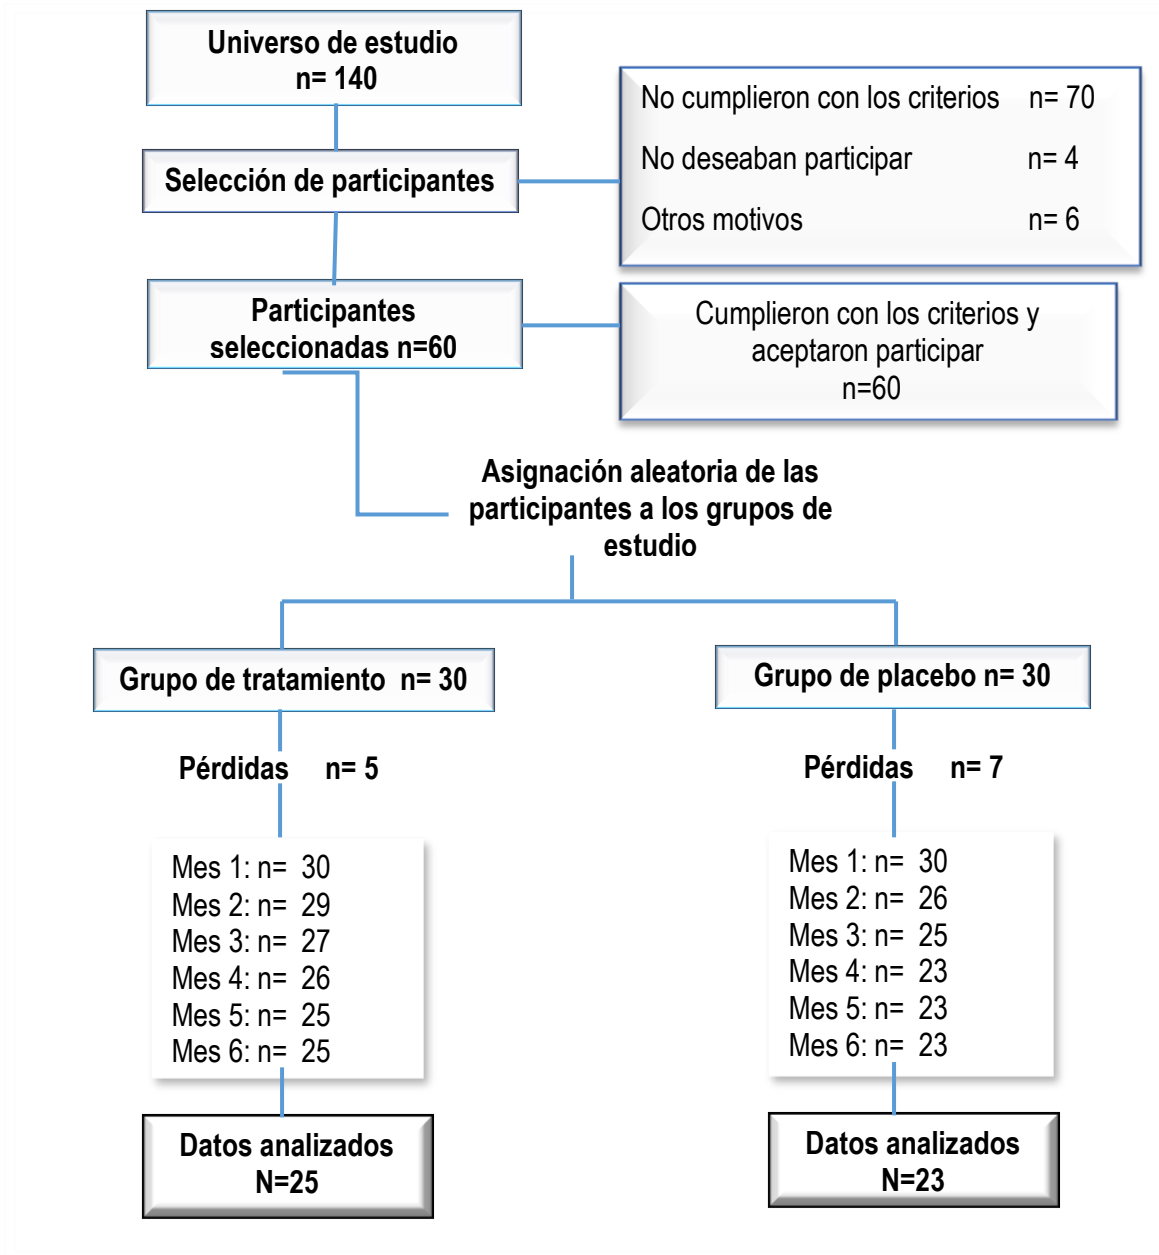 Universo de estudio
n= 140
No cumplieron con los criterios n= 70
No deseaban participar n= 4
Otros motivos n= 6
Selección de participantes
Participantes
seleccionadas n=60
Cumplieron con los criterios y
aceptaron participar
n=60
Asignación aleatoria de las
participantes a los grupos de
estudio
Grupo de tratamiento n= 30
Grupo de placebo n= 30
Pérdidas n= 5
Pérdidas n= 7
Mes 1: n= 30
Mes 2: n= 29
Mes 3: n= 27
Mes 4: n= 26
Mes 5: n= 25
Mes 6: n= 25
Mes 1: n= 30
Mes 2: n= 26
Mes 3: n= 25
Mes 4: n= 23
Mes 5: n= 23
Mes 6: n= 23
Datos analizados
N=25
Datos analizados
N=23